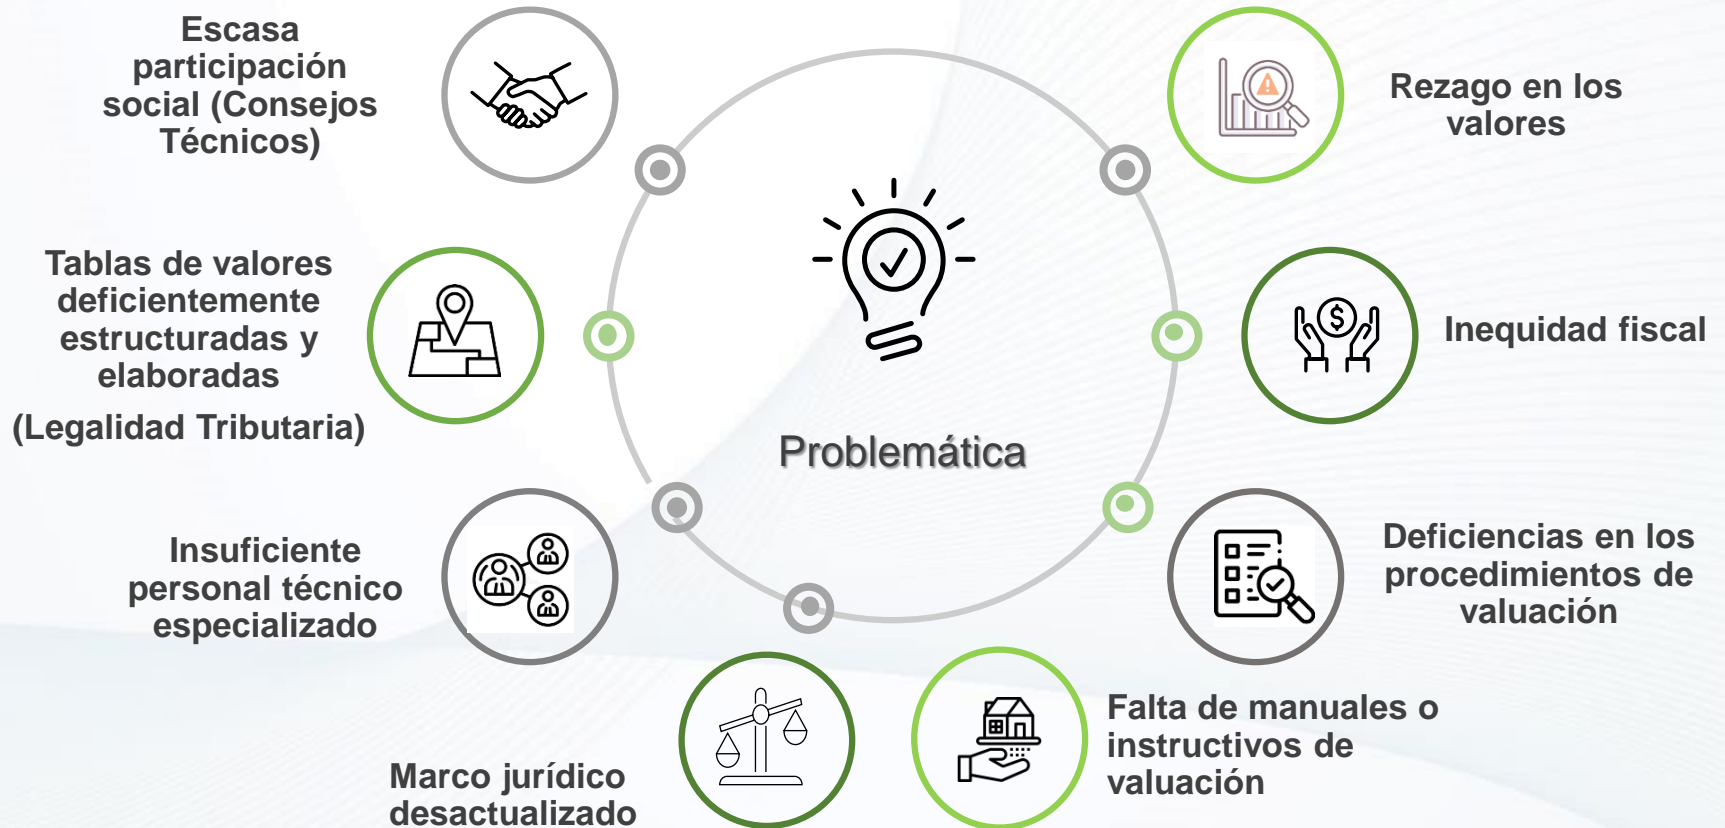 Escasa
participación
social (Consejos
Técnicos)
Rezago en los
valores
Tablas de valores
deficientemente
estructuradas y
elaboradas
(Legalidad Tributaria)
$
Inequidad fiscal
Problemática
Insuficiente
personal técnico
especializado
Deficiencias en los
procedimientos de
valuación
Marco jurídico
desactualizado
Falta de manuales o
instructivos de
valuación